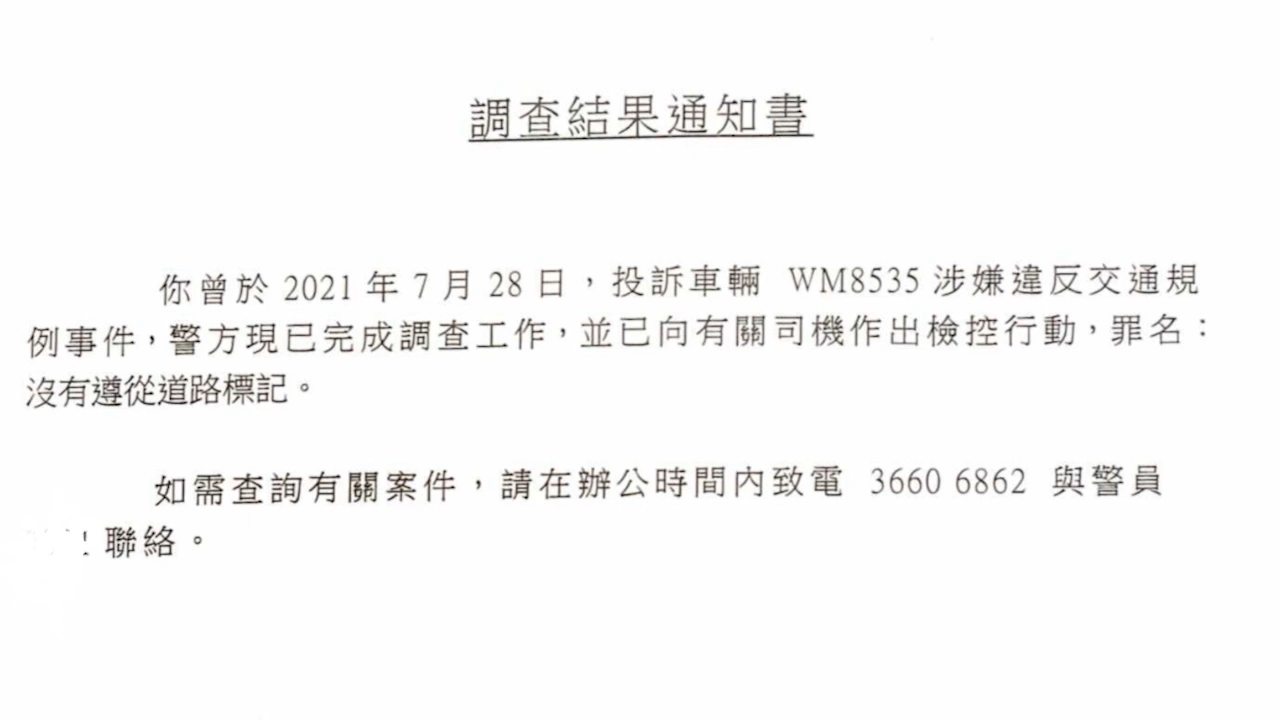 調查結果通知書
你曾於 2021 年 7 月 28 日，投訴車輛 WM8535 涉嫌違反交通規
例事件，警方現已完成調查工作，並已向有關司機作出檢控行動，罪名：
沒有遵從道路標記。
如需查詢有關案件，請在辦公時間內致電 3660 6862 與警員
聯絡。